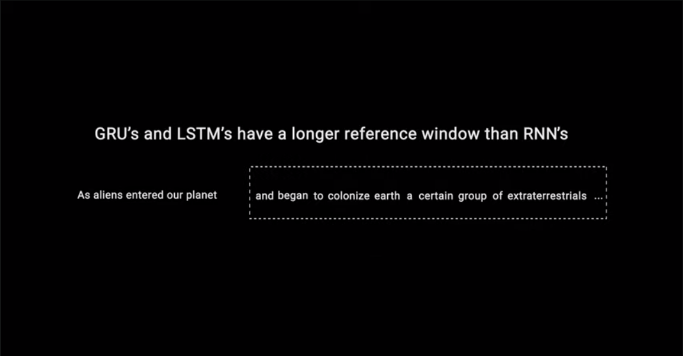 GRU's and LSTM's have a longer reference window than RNN's
As aliens entered our planet and began to colonize earth a certain group of extraterrestrials ...